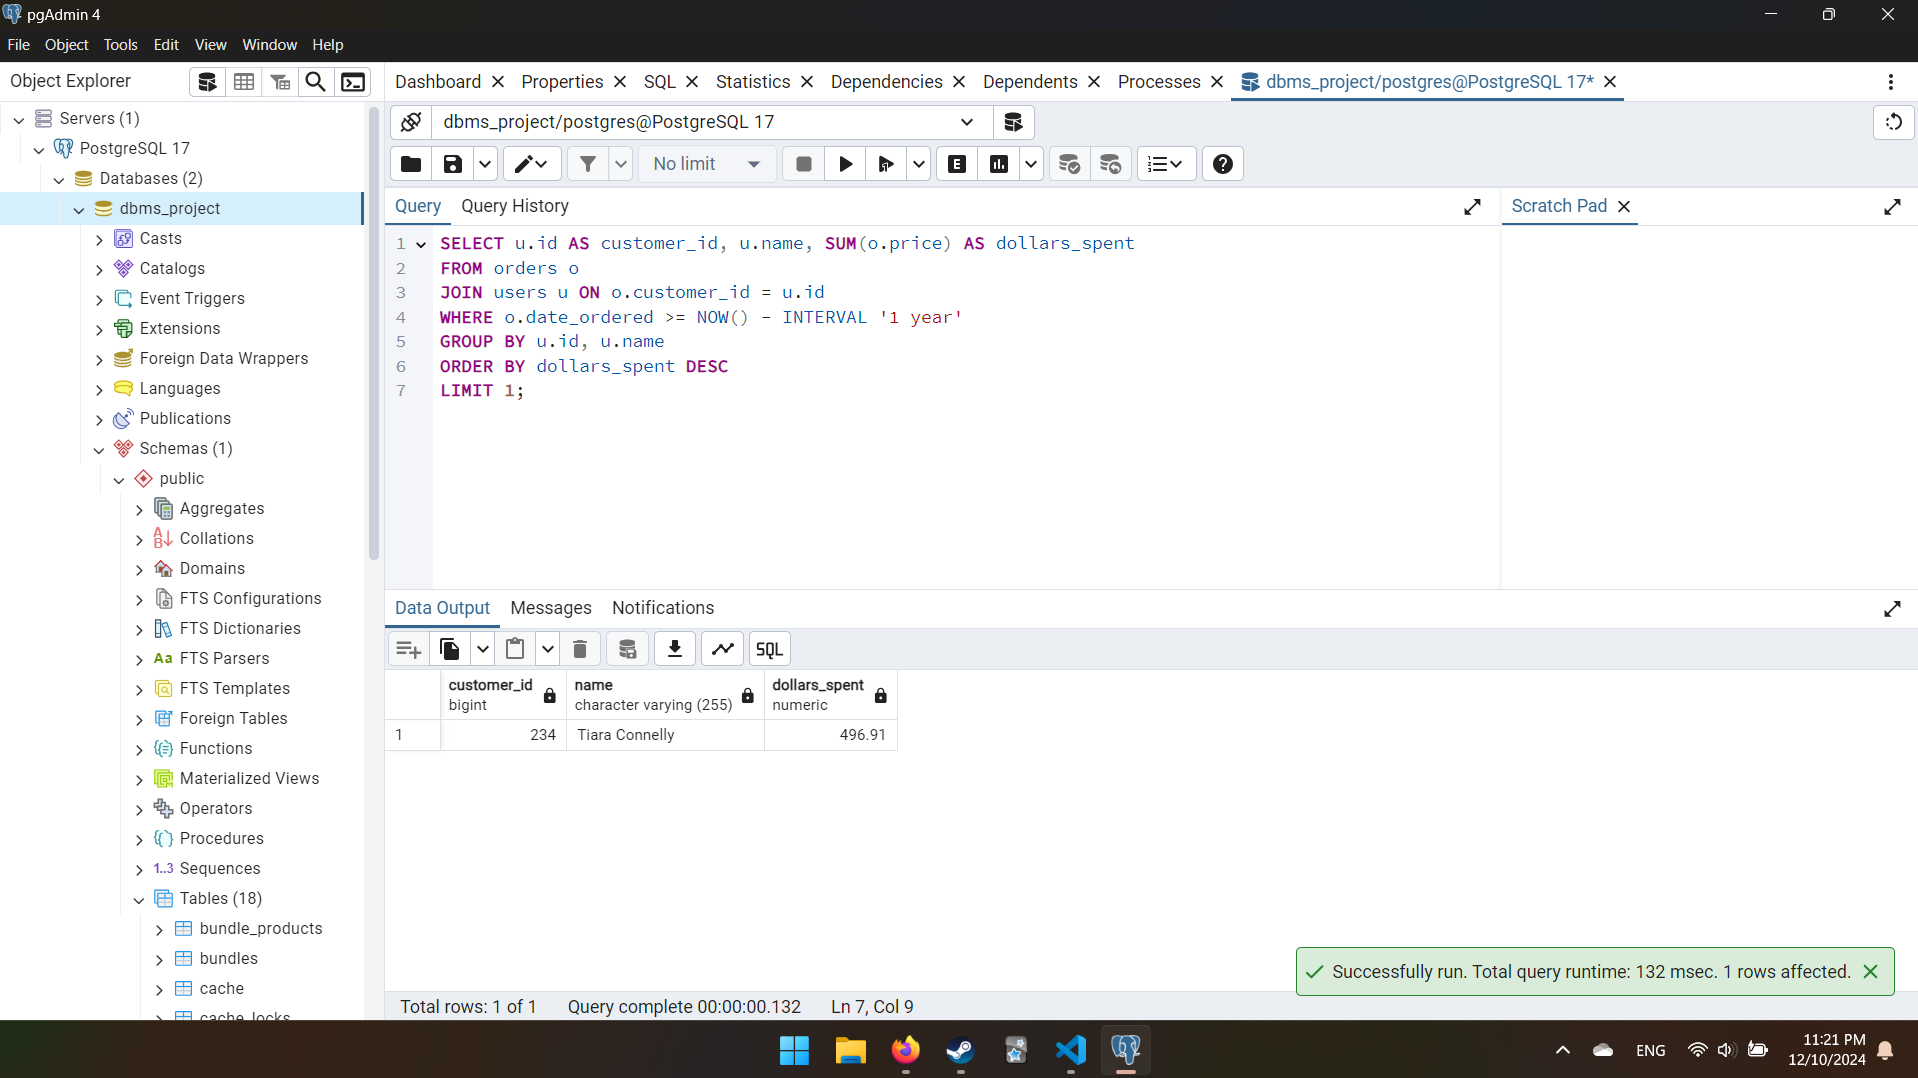 pgAdmin 4
File Object Tools Edit View Window Help
Object Explorer
Servers (1)
PostgreSQL 17
Databases (2)
dbms_project
Casts
Catalogs
Event Triggers
Extensions
Foreign Data Wrappers
Languages
Publications
Schemas (1)
public
Aggregates
Collations
Domains
FTS Configurations
FTS Dictionaries
Aa FTS Parsers
FTS Templates
Foreign Tables
Functions
Materialized Views
Operators
Procedures
1..3 Sequences
Tables (18)
bundle_products
bundles
cache
cache_locks
Dashboard Properties SQL Statistics Dependencies Dependents Processes dbms_project/postgres@PostgreSQL 17*
dbms_project/postgres@PostgreSQL 17
No limit E
Query Query History
Scratch Pad
1 SELECT u.id AS customer_id, u.name, SUM(o.price) AS dollars_spent
2 FROM orders o
3 JOIN users u ON o.customer_id = u.id
4 WHERE o.date_ordered >= NOW() - INTERVAL '1 year'
5 GROUP BY u.id, u.name
6 ORDER BY dollars_spent DESC
7 LIMIT 1;
Data Output Messages Notifications
SQL
customer_id name dollars_spent
bigint character varying (255) numeric
1 234 Tiara Connelly 496.91
Successfully run. Total query runtime: 132 msec. 1 rows affected.
Total rows: 1 of 1 Query complete 00:00:00.132 Ln 7, Col 9
ENG
11:21 PM
12/10/2024